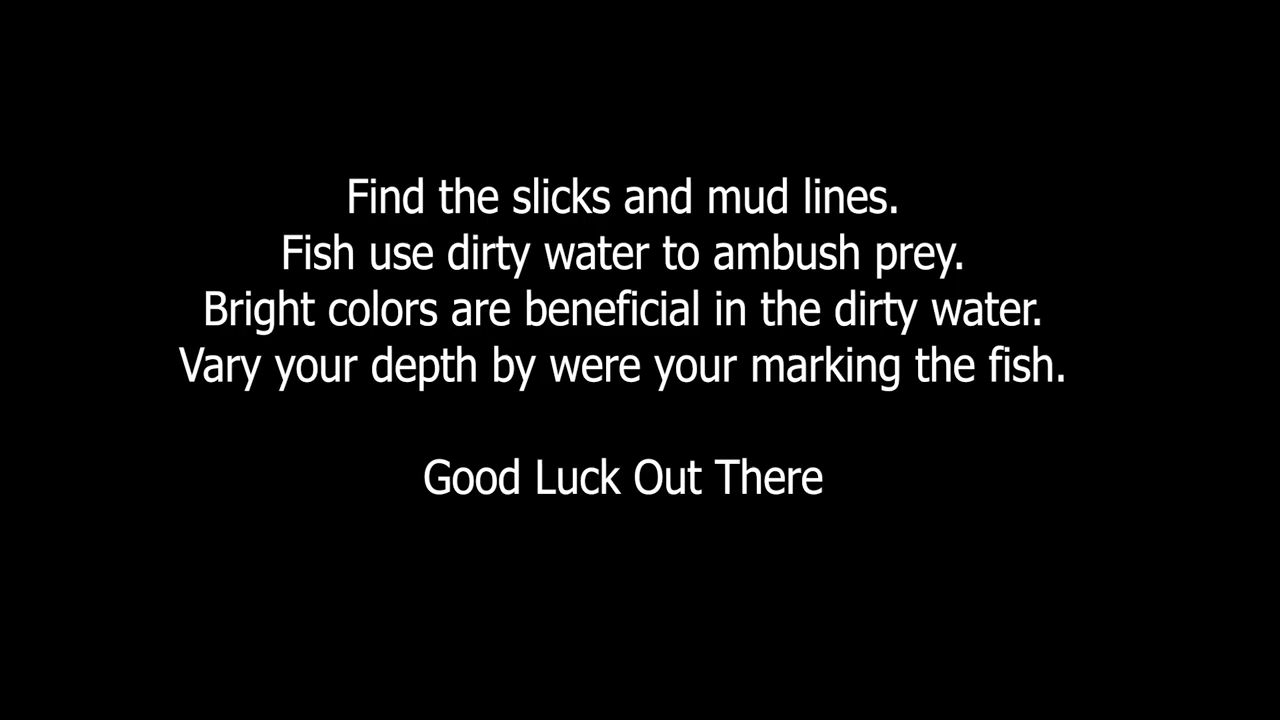 Find the slicks and mud lines.
Fish use dirty water to ambush prey.
Bright colors are beneficial in the dirty water.
Vary your depth by were your marking the fish.
Good Luck Out There